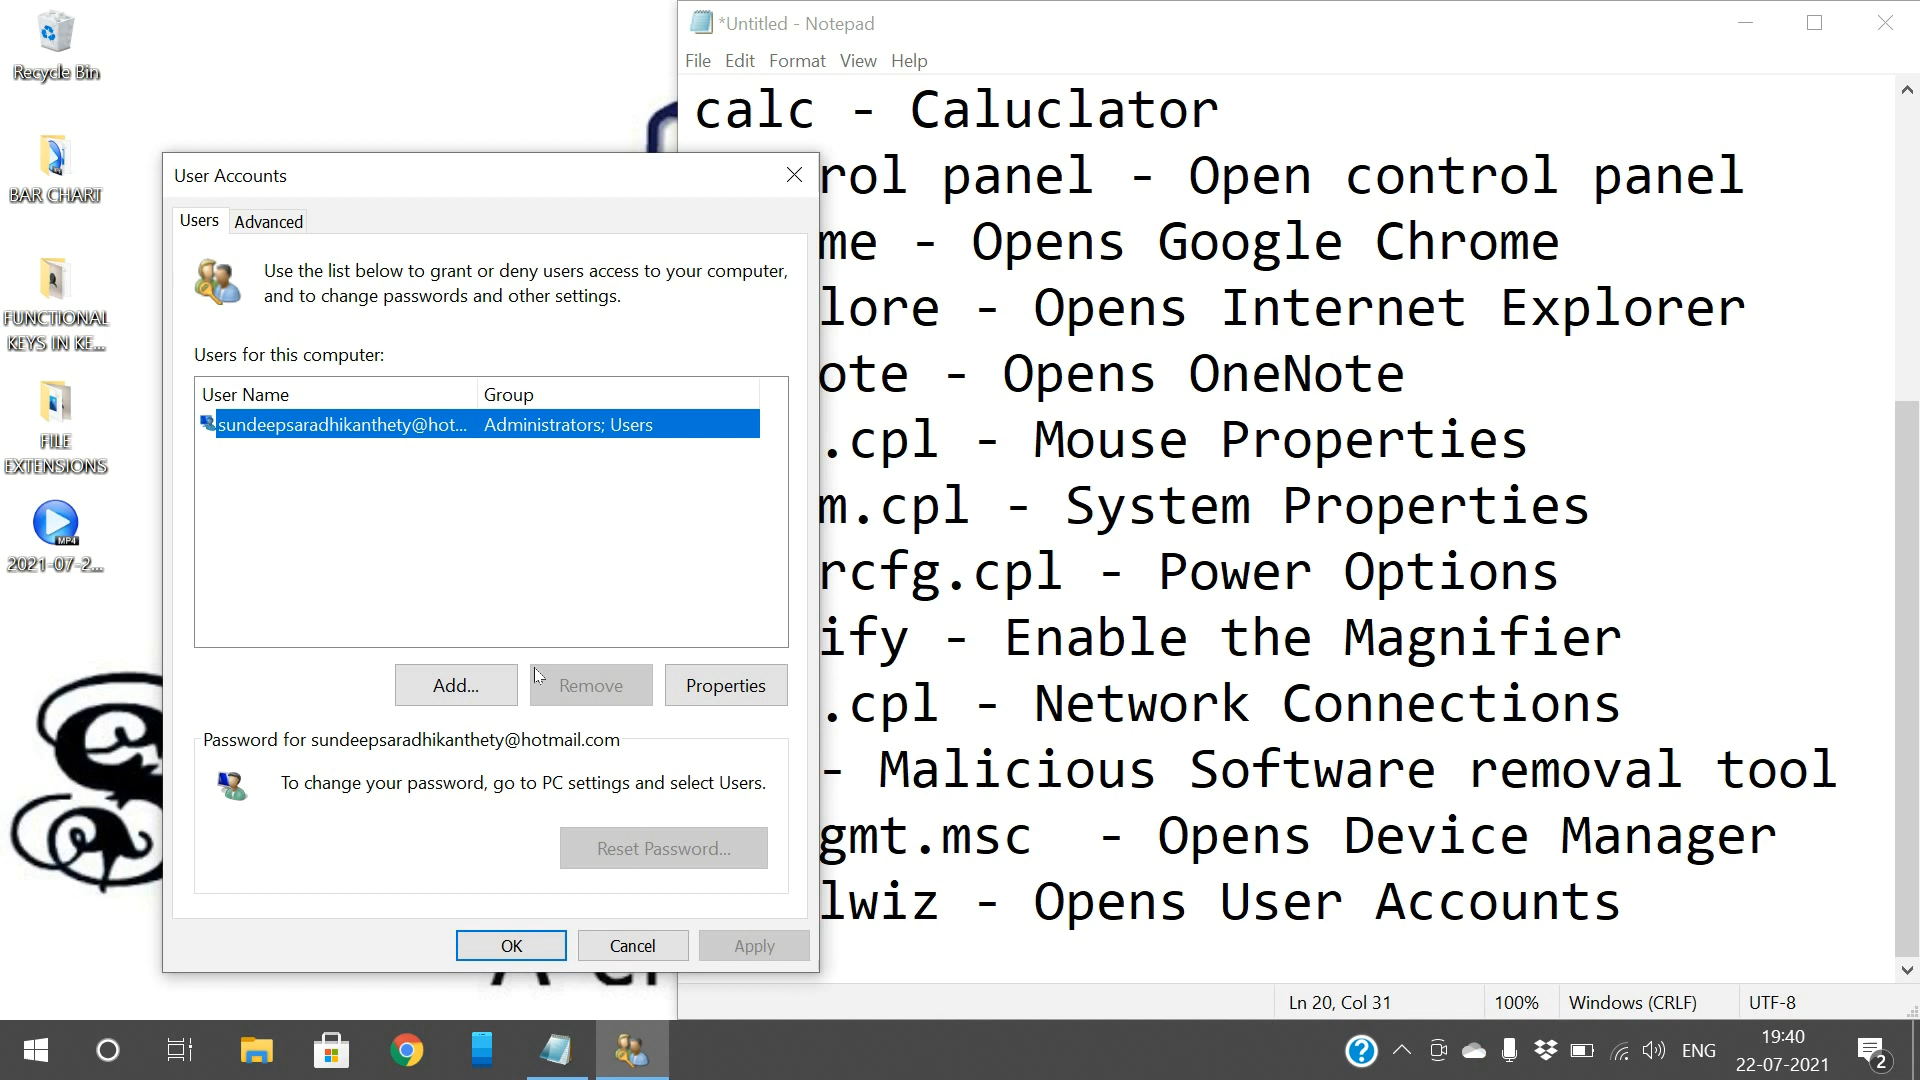 Recycle Bin
BAR CHART
FUNCTIONAL
KEYS IN KE...
FILE
EXTENSIONS
MP4
2021-07-2...
*Untitled - Notepad
File Edit Format View Help
calc - Caluclator
rol panel - Open control panel
me - Opens Google Chrome
lore - Opens Internet Explorer
ote - Opens OneNote
.cpl - Mouse Properties
m.cpl - System Properties
rcfg.cpl - Power Options
ify - Enable the Magnifier
.cpl - Network Connections
- Malicious Software removal tool
gmt.msc  - Opens Device Manager
lwiz - Opens User Accounts
Ln 20, Col 31
100%
Windows (CRLF)
UTF-8
User Accounts
Users Advanced
Use the list below to grant or deny users access to your computer,
and to change passwords and other settings.
Users for this computer:
User Name Group
sundeepsaradhikanthety@hot... Administrators; Users
Add... Remove Properties
Password for sundeepsaradhikanthety@hotmail.com
To change your password, go to PC settings and select Users.
Reset Password...
OK Cancel Apply
ENG
19:40
22-07-2021
2